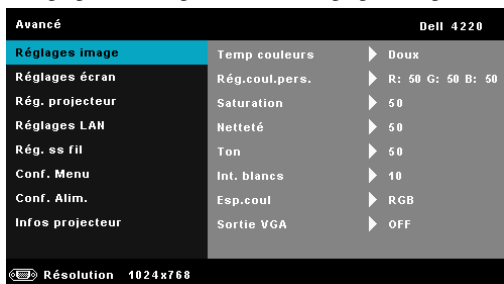 Avancé Dell 4220
Réglages image Temp couleurs Doux
Réglages écran Rég.coul.pers. R: 50 G: 50 B: 50
Rég. projecteur Saturation 50
Réglages LAN Netteté 50
Rég. ss fil Ton 50
Conf. Menu Int. blancs 10
Conf. Alim. Esp.coul RGB
Infos projecteur Sortie VGA OFF
Résolution 1024x768